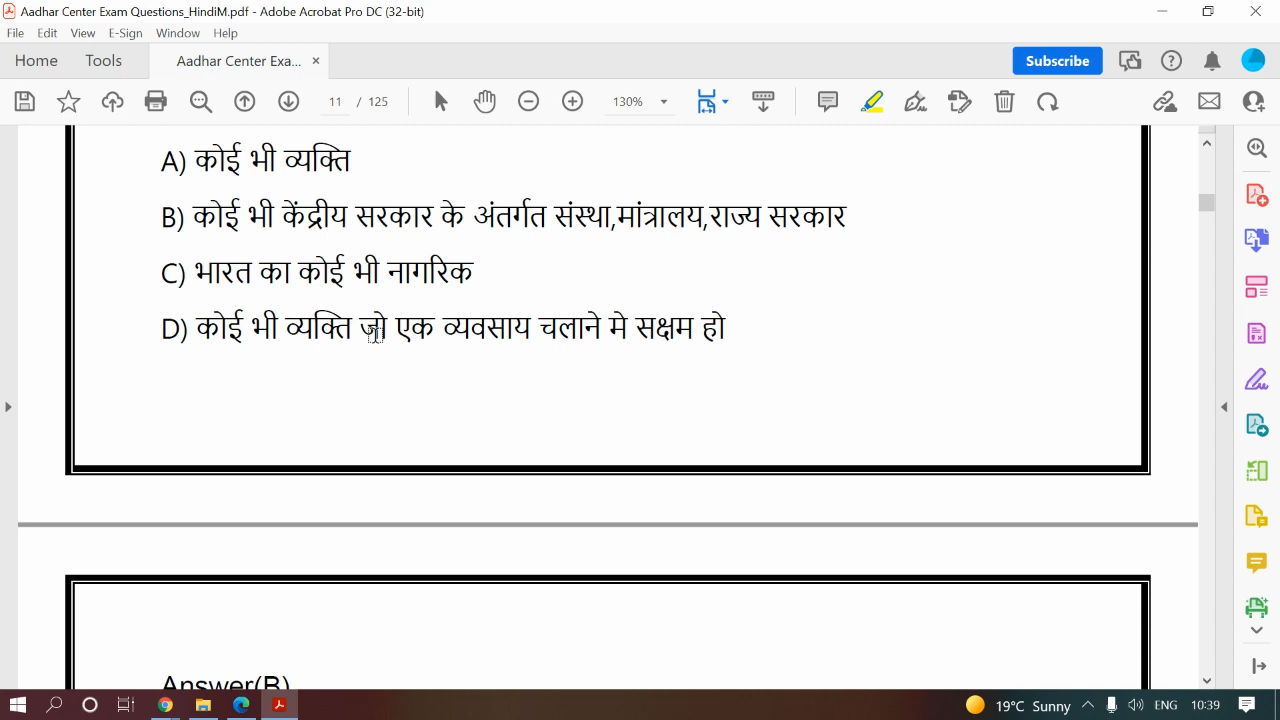 Aadhar Center Exam Questions_HindiM.pdf - Adobe Acrobat Pro DC (32-bit)
File Edit View E-Sign Window Help
Home Tools Aadhar Center Exa... × Subscribe
11 / 125 130%
A) कोई भी व्यक्ति
B) कोई भी केंद्रीय सरकार के अंतर्गत संस्था,मांत्रालय,राज्य सरकार
C) भारत का कोई भी नागरिक
D) कोई भी व्यक्ति जो एक व्यवसाय चलाने मे सक्षम हो
Answer(B)
19°C Sunny ENG 10:39